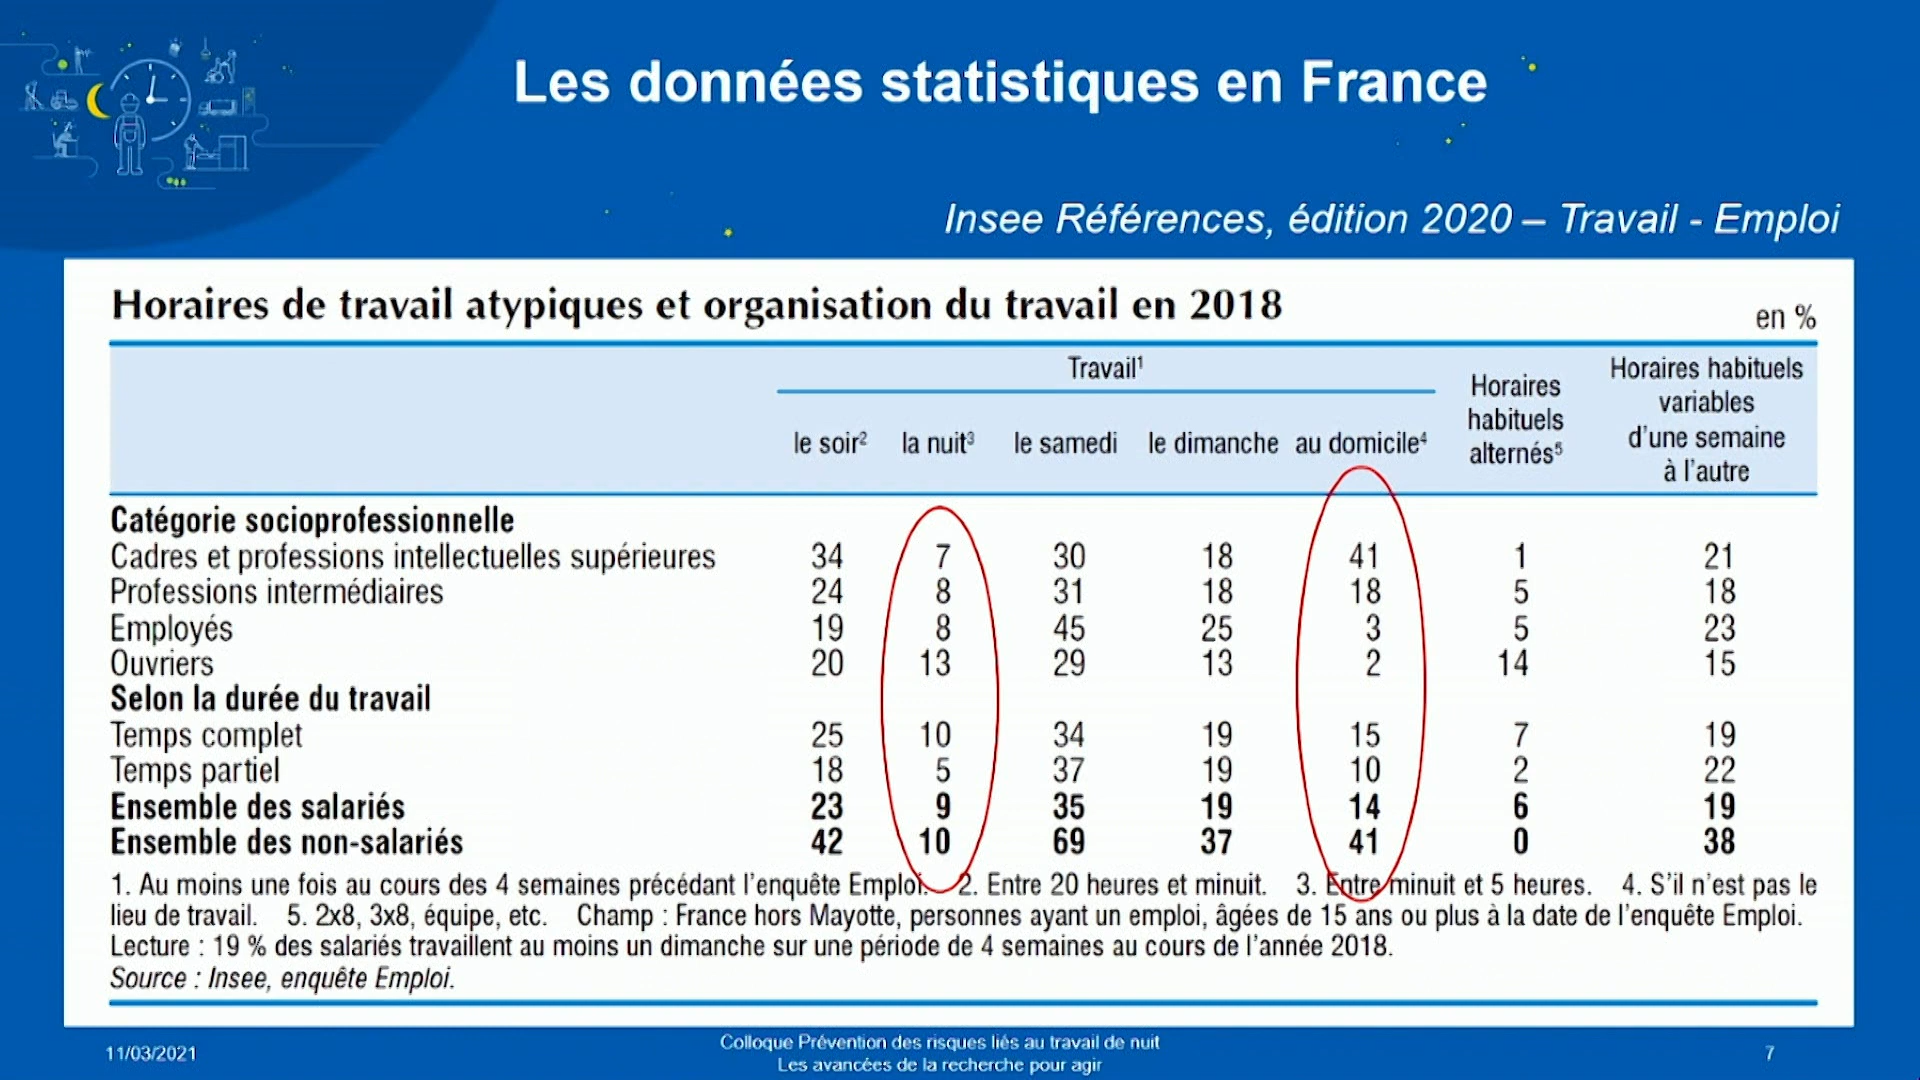 Les données statistiques en France
Insee Références, édition 2020 – Travail - Emploi
Horaires de travail atypiques et organisation du travail en 2018
en %
Travail¹
le soir² la nuit³ le samedi le dimanche au domicile⁴
Horaires
habituels
alternés⁵
Horaires habituels
variables
d'une semaine
à l'autre
Catégorie socioprofessionnelle
Cadres et professions intellectuelles supérieures 34 7 30 18 41 1 21
Professions intermédiaires 24 8 31 18 18 5 18
Employés 19 8 45 25 3 5 23
Ouvriers 20 13 29 13 2 14 15
Selon la durée du travail
Temps complet 25 10 34 19 15 7 19
Temps partiel 18 5 37 19 10 2 22
Ensemble des salariés 23 9 35 19 14 6 19
Ensemble des non-salariés 42 10 69 37 41 0 38
1. Au moins une fois au cours des 4 semaines précédant l'enquête Emploi. 2. Entre 20 heures et minuit. 3. Entre minuit et 5 heures. 4. S'il n'est pas le
lieu de travail. 5. 2x8, 3x8, équipe, etc. Champ : France hors Mayotte, personnes ayant un emploi, âgées de 15 ans ou plus à la date de l'enquête Emploi.
Lecture : 19 % des salariés travaillent au moins un dimanche sur une période de 4 semaines au cours de l'année 2018.
Source : Insee, enquête Emploi.
11/03/2021
Colloque Prévention des risques liés au travail de nuit
Les avancées de la recherche pour agir
7